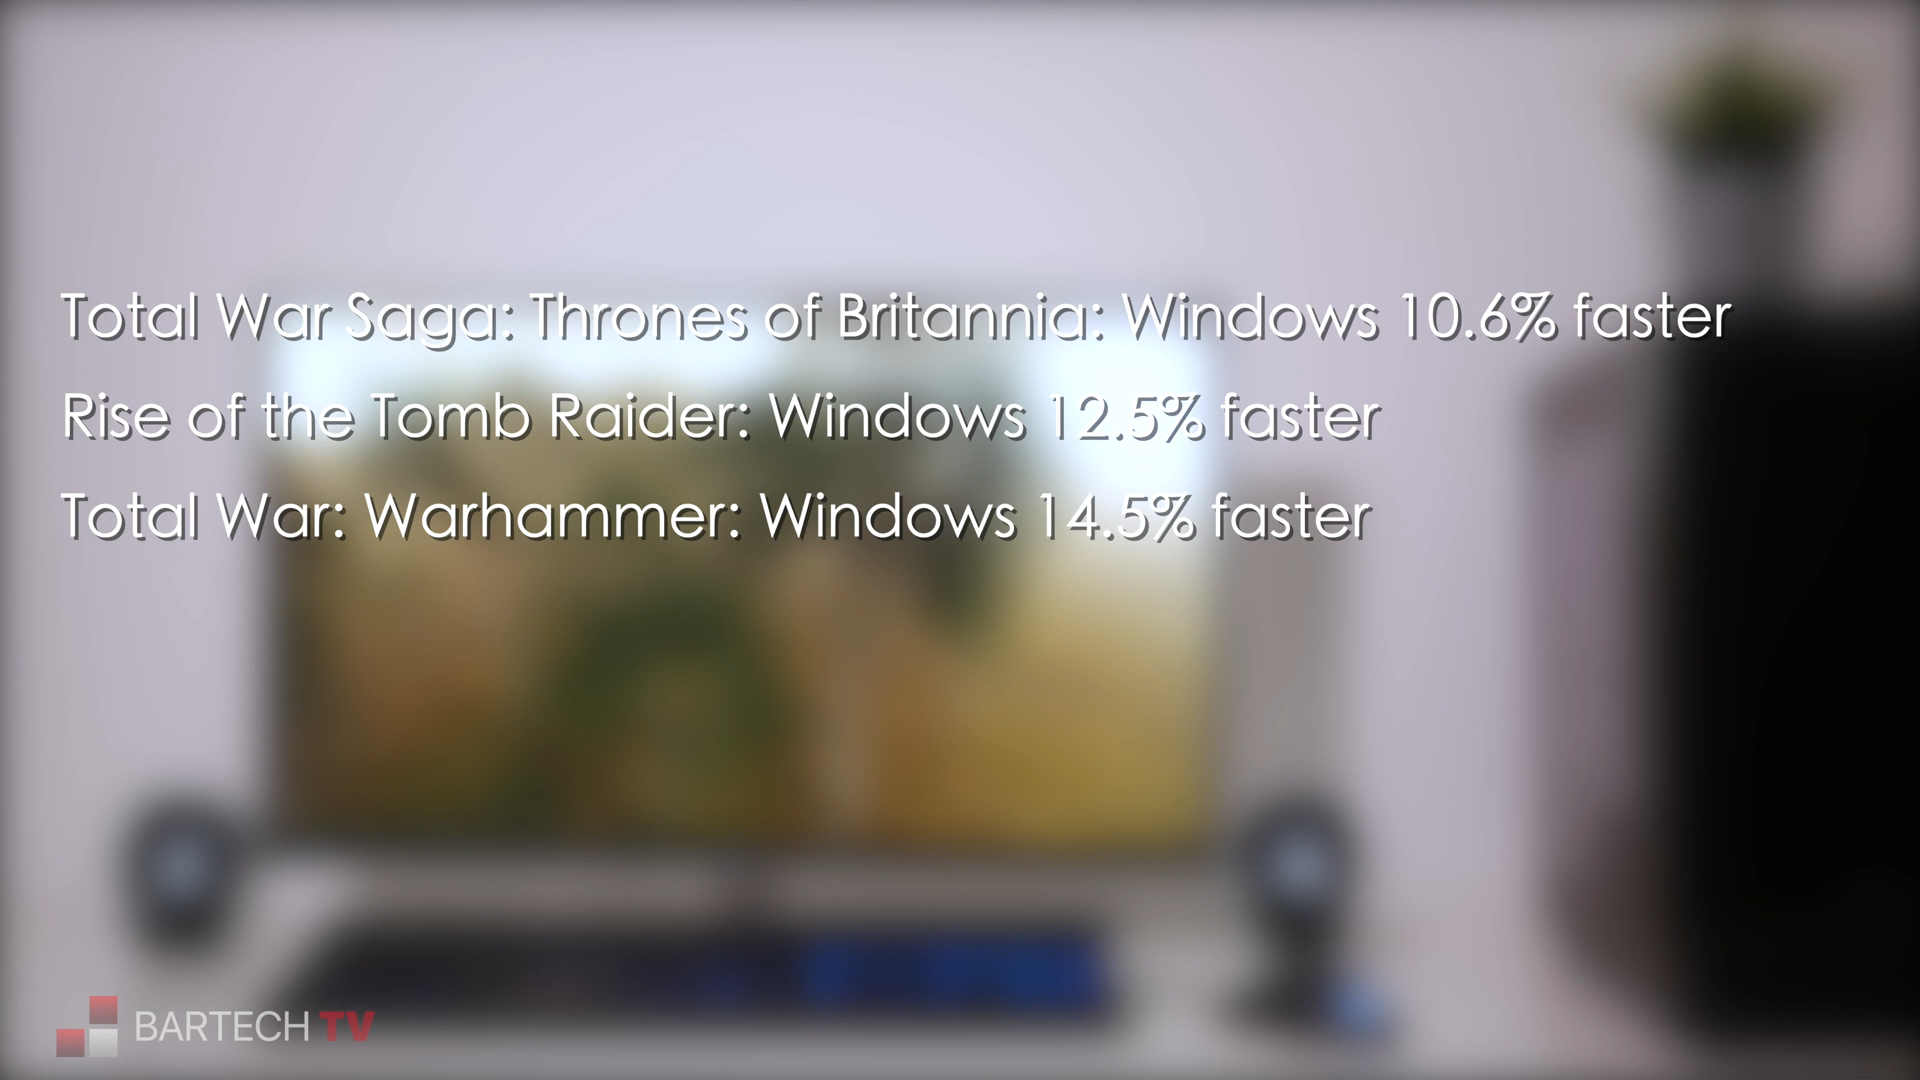 Total War Saga: Thrones of Britannia: Windows 10.6% faster
Rise of the Tomb Raider: Windows 12.5% faster
Total War: Warhammer: Windows 14.5% faster
BARTECH TV